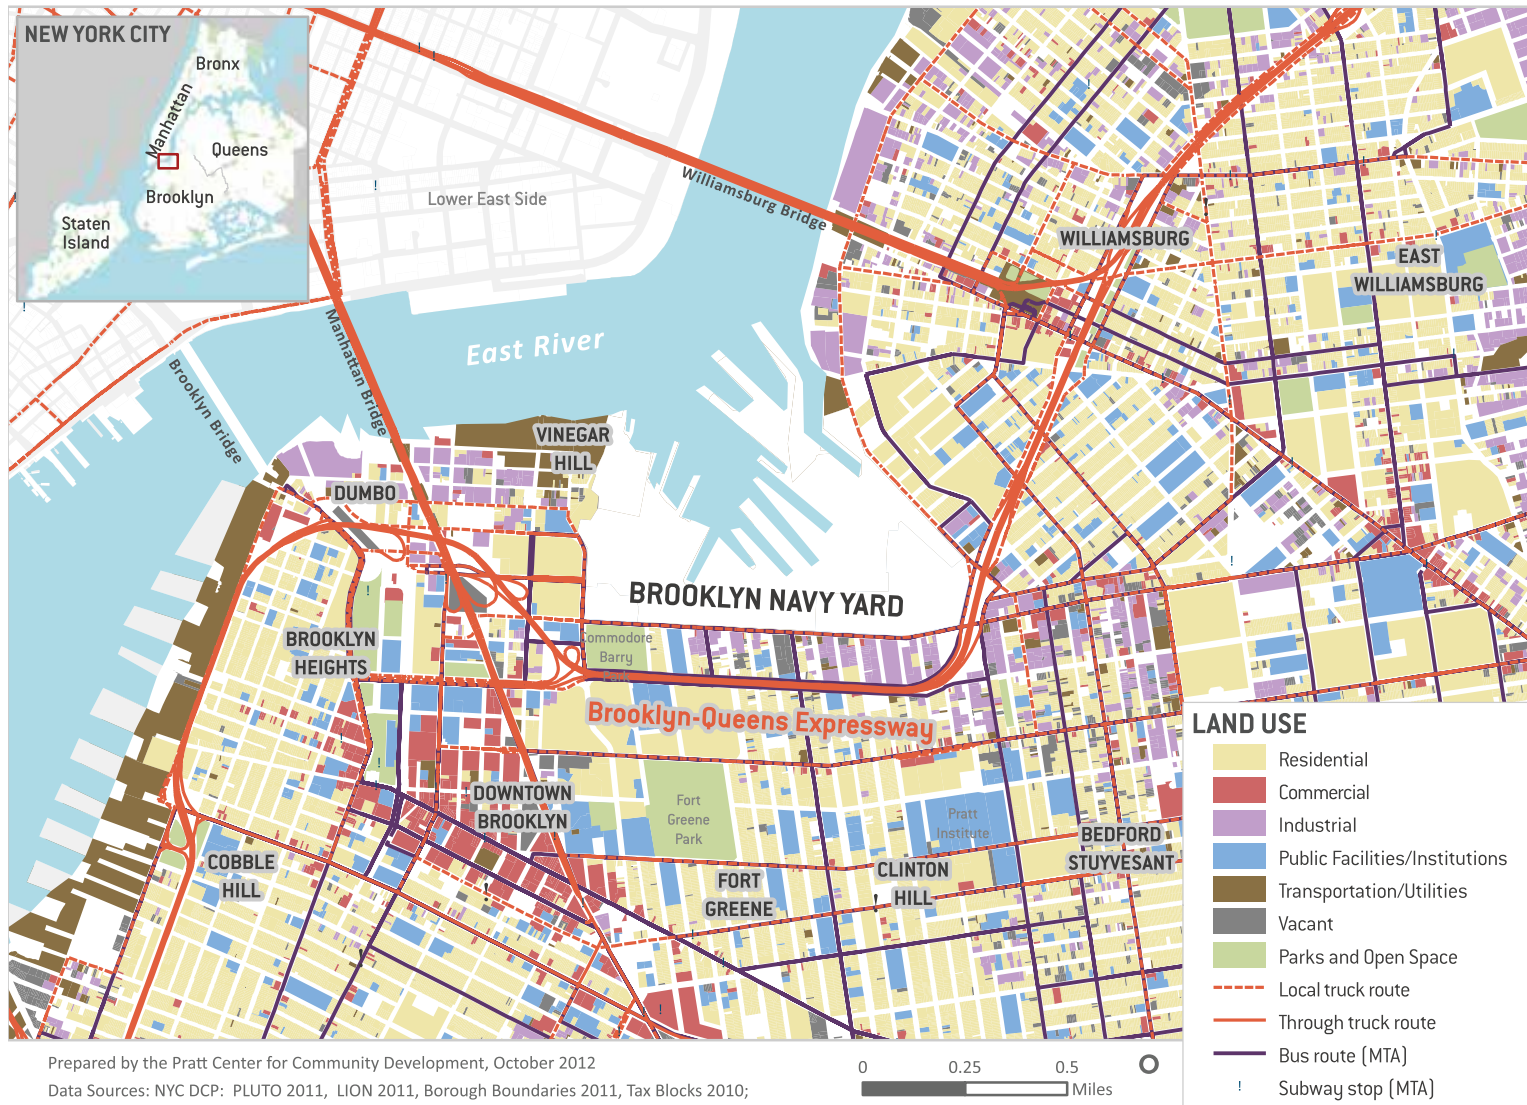 NEW YORK CITY
Bronx
Manhattan
Queens
Brooklyn
Staten
Island
Lower East Side
Williamsburg Bridge
WILLIAMSBURG
EAST
WILLIAMSBURG
East River
Manhattan Bridge
Brooklyn Bridge
VINEGAR
HILL
DUMBO
BROOKLYN NAVY YARD
BROOKLYN
HEIGHTS
Commodore
Barry
Park
Brooklyn-Queens Expressway
DOWNTOWN
BROOKLYN
Fort
Greene
Park
Pratt
Institute
BEDFORD
STUYVESANT
COBBLE
HILL
FORT
GREENE
CLINTON
HILL
LAND USE
Residential
Commercial
Industrial
Public Facilities/Institutions
Transportation/Utilities
Vacant
Parks and Open Space
Local truck route
Through truck route
Bus route (MTA)
! Subway stop (MTA)
Prepared by the Pratt Center for Community Development, October 2012
Data Sources: NYC DCP: PLUTO 2011, LION 2011, Borough Boundaries 2011, Tax Blocks 2010;
0 0.25 0.5
Miles